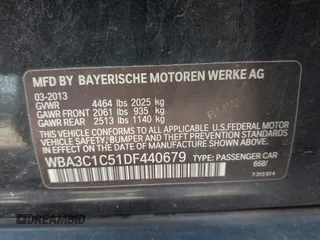 MFD BY BAYERISCHE MOTOREN WERKE AG
03-2013
GVWR 4464 lbs 2025 kg
GAWR FRONT 2061 lbs 935 kg
GAWR REAR 2513 lbs 1140 kg
BMW
THIS VEHICLE CONFORMS TO ALL APPLICABLE U.S. FEDERAL MOTOR
VEHICLE SAFETY, BUMPER, AND THEFT PREVENTION STANDARDS
IN EFFECT ON THE DATE OF MANUFACTURE SHOWN ABOVE.
WBA3C1C51DF440679 TYPE: PASSENGER CAR
DREAMBID